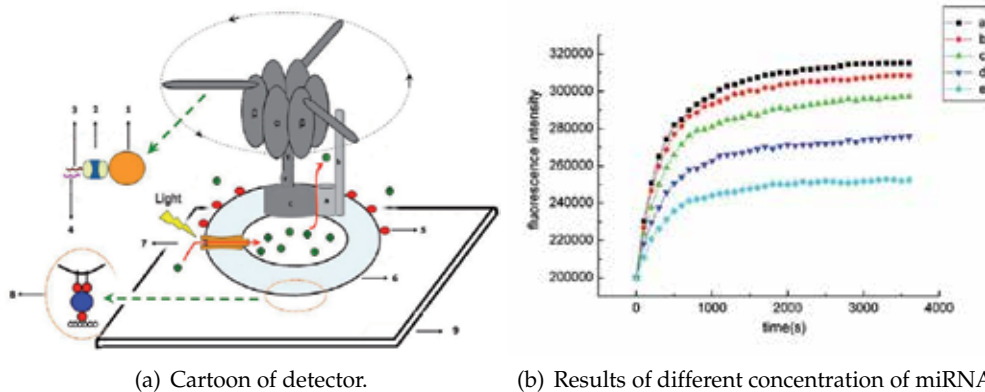 3 2 1
4
Light
7
5
6
8
9
fluorescence intensity
320000
300000
280000
260000
240000
220000
200000
0 1000 2000 3000 4000
time(s)
a
b
c
d
e
(a) Cartoon of detector.
(b) Results of different concentration of miRNA